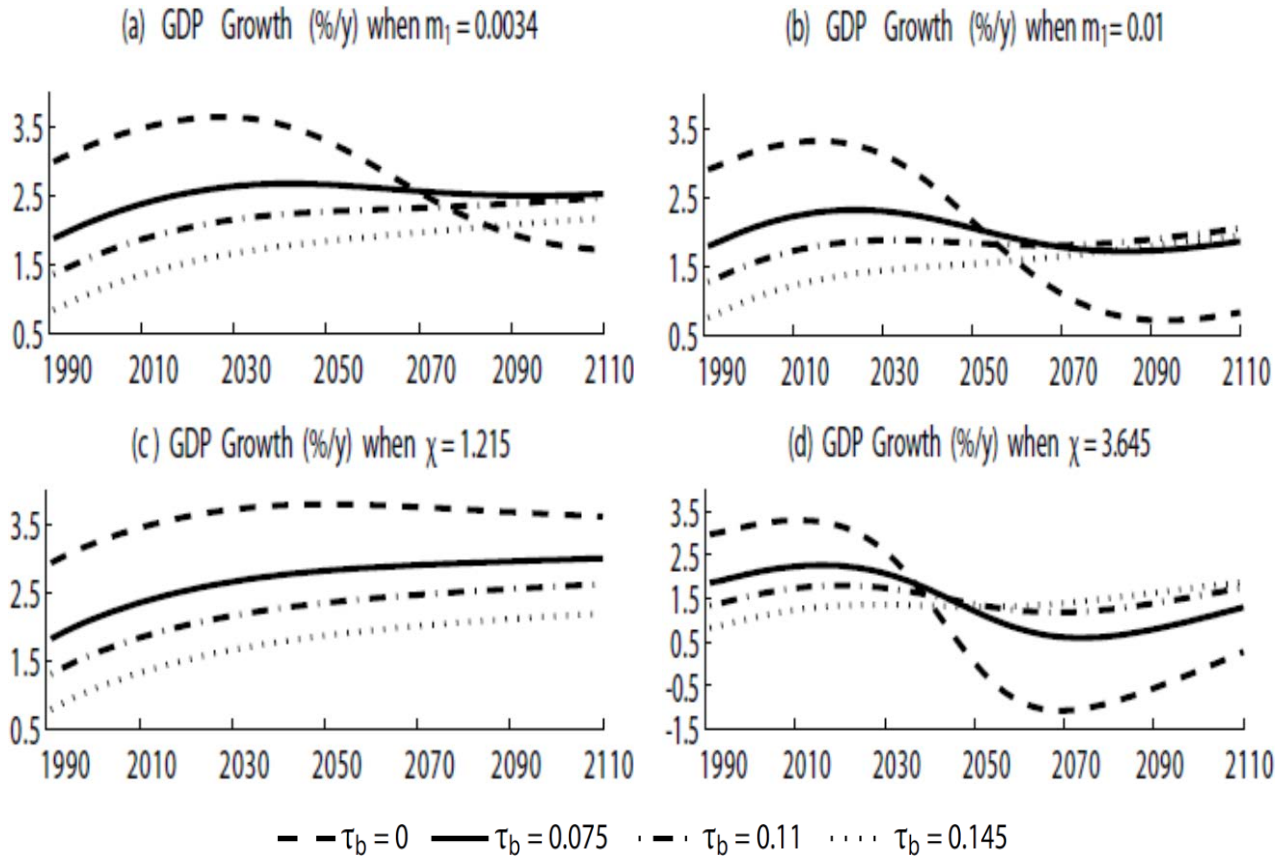 (a) GDP Growth (%/y) when m₁ = 0.0034
(b) GDP Growth (%/y) when m₁ = 0.01
3.5
2.5
1.5
0.5
1990 2010 2030 2050 2070 2090 2110
3.5
2.5
1.5
0.5
1990 2010 2030 2050 2070 2090 2110
(c) GDP Growth (%/y) when χ = 1.215
(d) GDP Growth (%/y) when χ = 3.645
3.5
2.5
1.5
0.5
1990 2010 2030 2050 2070 2090 2110
3.5
2.5
1.5
0.5
-0.5
-1.5
1990 2010 2030 2050 2070 2090 2110
τb = 0 τb = 0.075 τb = 0.11 τb = 0.145